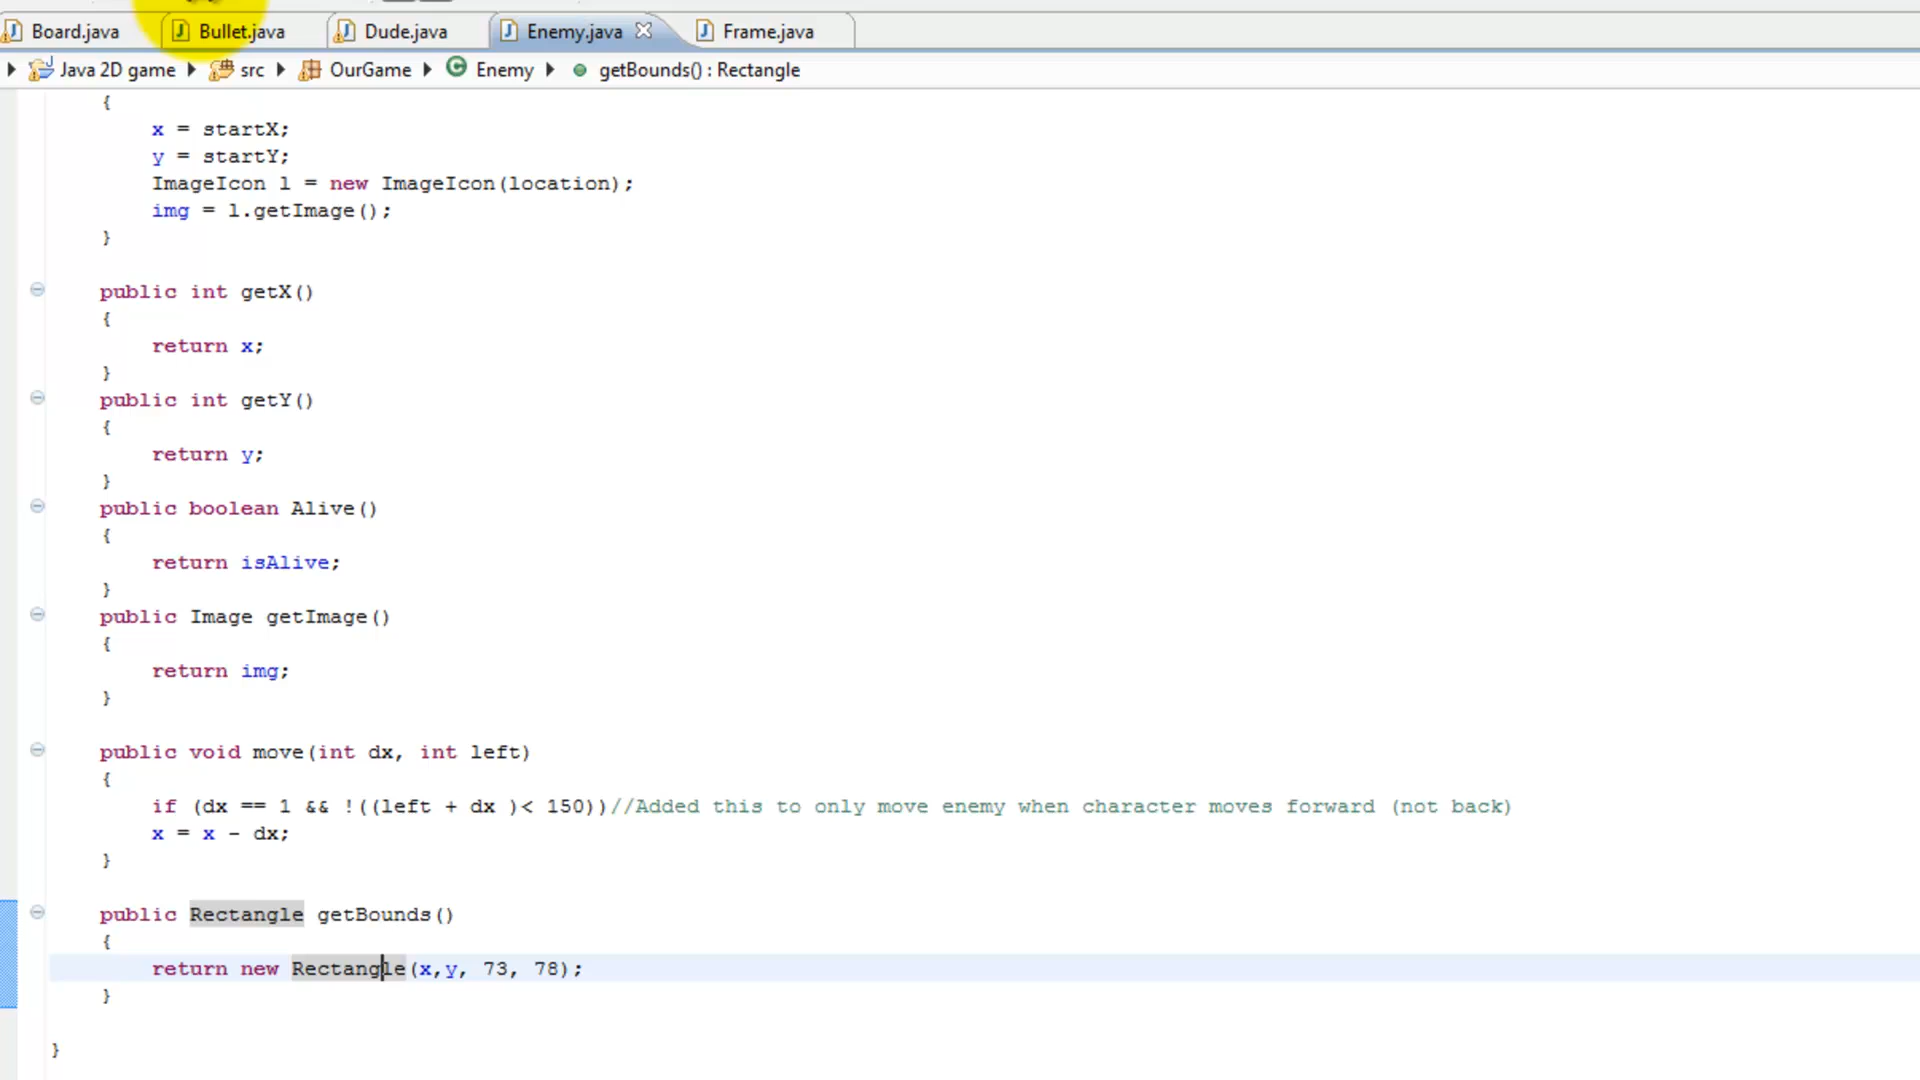 Board.java Bullet.java Dude.java Enemy.java Frame.java
Java 2D game src OurGame Enemy getBounds() : Rectangle
{
x = startX;
y = startY;
ImageIcon l = new ImageIcon(location);
img = l.getImage();
}
public int getX()
{
return x;
}
public int getY()
{
return y;
}
public boolean Alive()
{
return isAlive;
}
public Image getImage()
{
return img;
}
public void move(int dx, int left)
{
if (dx == 1 && !((left + dx )< 150))//Added this to only move enemy when character moves forward (not back)
x = x - dx;
}
public Rectangle getBounds()
{
return new Rectangle(x,y, 73, 78);
}
}